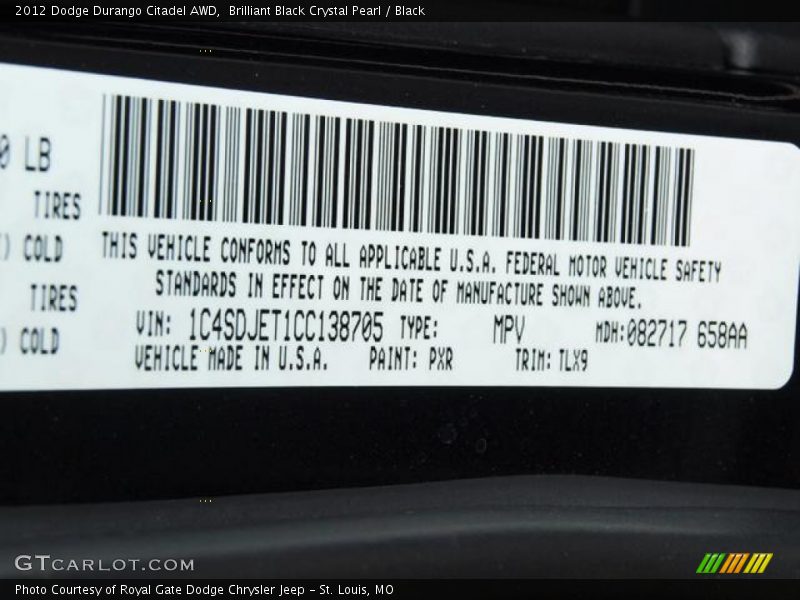 2012 Dodge Durango Citadel AWD, Brilliant Black Crystal Pearl / Black
0 LB
TIRES
) COLD
TIRES
) COLD
THIS VEHICLE CONFORMS TO ALL APPLICABLE U.S.A. FEDERAL MOTOR VEHICLE SAFETY
STANDARDS IN EFFECT ON THE DATE OF MANUFACTURE SHOWN ABOVE.
VIN: 1C4SDJET1CC138705 TYPE: MPV MDH:082717 658AA
VEHICLE MADE IN U.S.A. PAINT: PXR TRIM: TLX9
GTCARLOT.COM
Photo Courtesy of Royal Gate Dodge Chrysler Jeep - St. Louis, MO